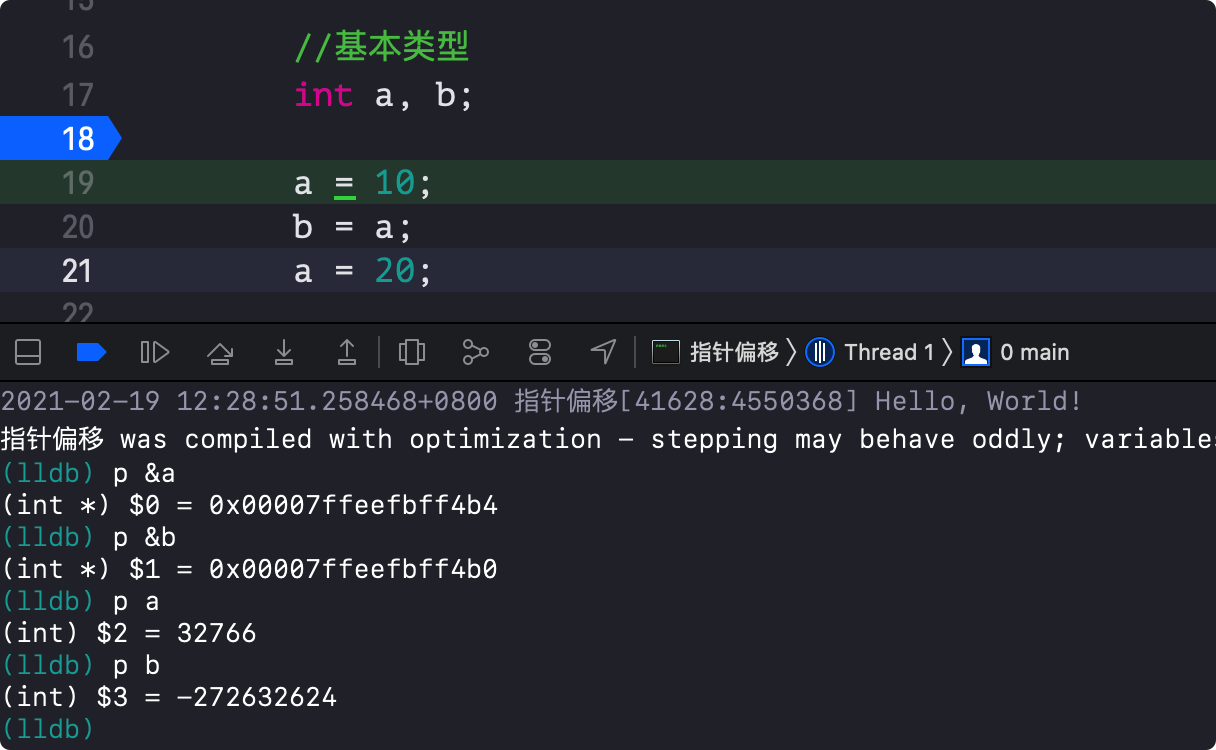 16 //基本类型
17 int a, b;
18
19 a = 10;
20 b = a;
21 a = 20;
22
指针偏移 〉 Thread 1 〉 0 main
2021-02-19 12:28:51.258468+0800 指针偏移[41628:4550368] Hello, World!
指针偏移 was compiled with optimization - stepping may behave oddly; variables
(lldb) p &a
(int *) $0 = 0x00007ffeefbff4b4
(lldb) p &b
(int *) $1 = 0x00007ffeefbff4b0
(lldb) p a
(int) $2 = 32766
(lldb) p b
(int) $3 = -272632624
(lldb)